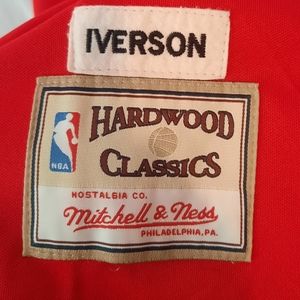 IVERSON
HARDWOOD
NBA
CLASSICS
NOSTALGIA CO.
Mitchell & Ness
PHILADELPHIA, PA.